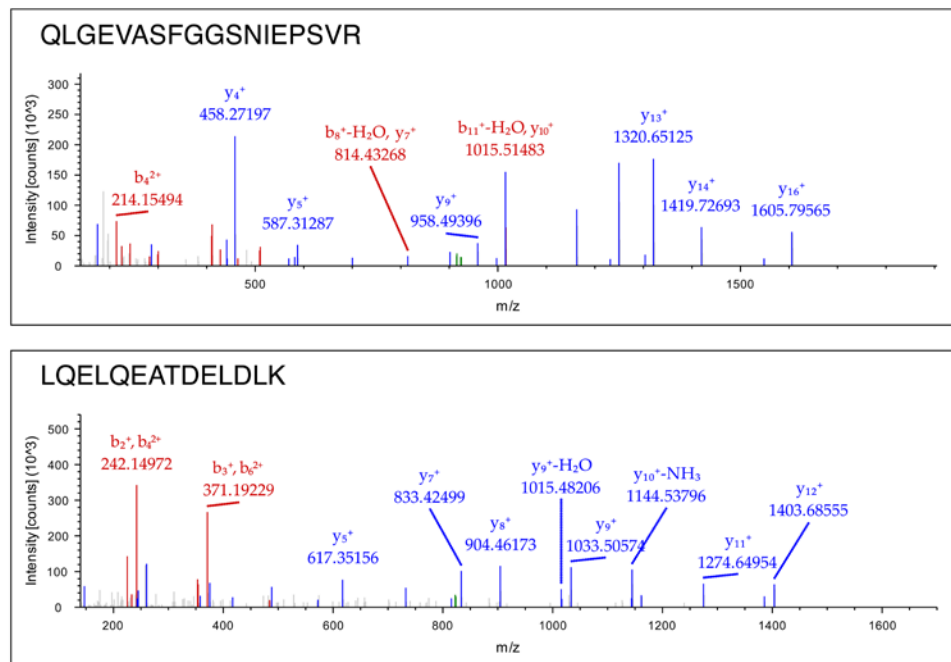 QLGEVASFGGSNIEPSVR
Intensity [counts] (10^3)
300
250
200
150
100
50
0
y₄⁺
458.27197
b₈⁺-H₂O, y₇⁺
814.43268
b₁₁⁺-H₂O, y₁₀⁺
1015.51483
y₁₃⁺
1320.65125
b₄²⁺
214.15494
y₅⁺
587.31287
y₉⁺
958.49396
y₁₄⁺
1419.72693
y₁₆⁺
1605.79565
500 1000 1500
m/z
LQELQEATDELDLK
Intensity [counts] (10^3)
500
400
300
200
100
0
b₂⁺, b₄²⁺
242.14972
b₃⁺, b₆²⁺
371.19229
y₅⁺
617.35156
y₇⁺
833.42499
y₈⁺
904.46173
y₉⁺-H₂O
1015.48206
y₉⁺
1033.50574
y₁₀⁺-NH₃
1144.53796
y₁₁⁺
1274.64954
y₁₂⁺
1403.68555
200 400 600 800 1000 1200 1400 1600
m/z